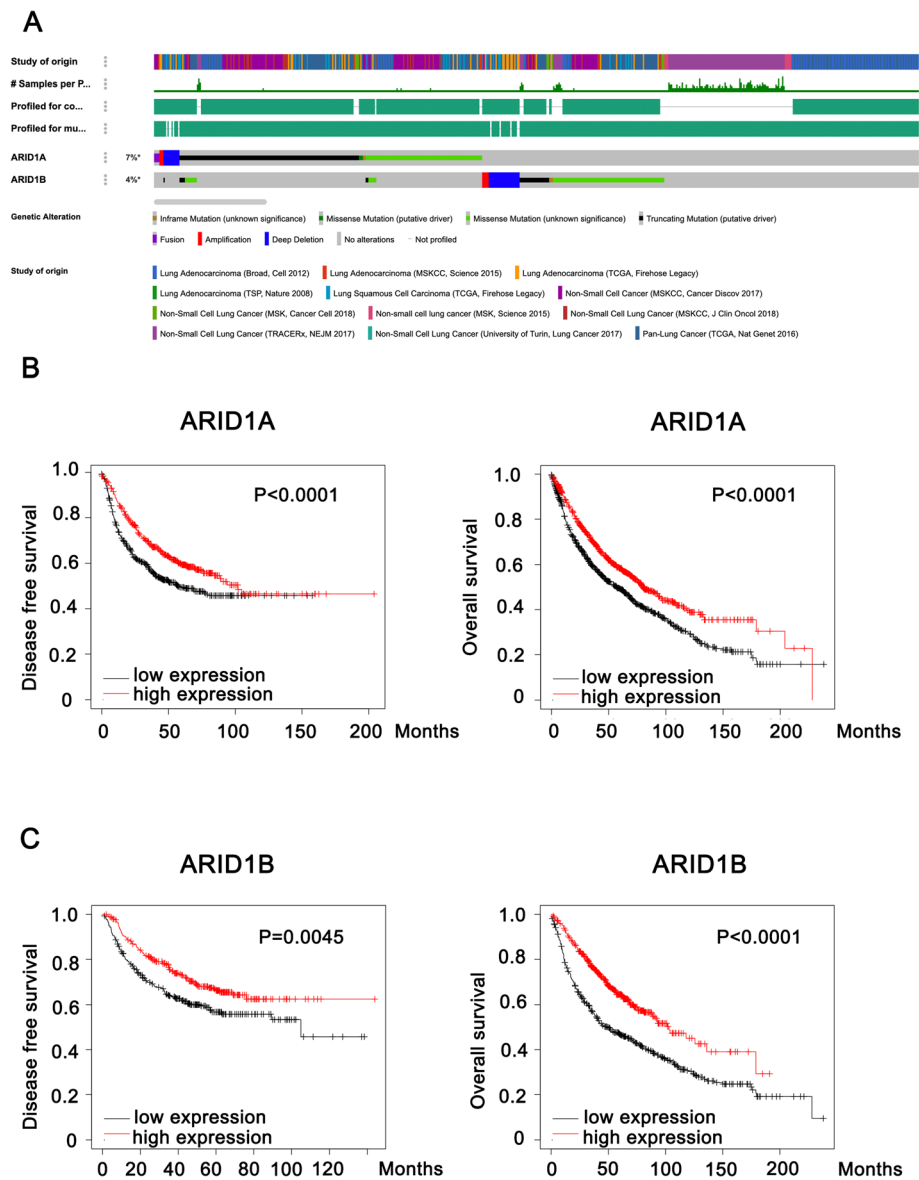 A
Study of origin
# Samples per P...
Profiled for co...
Profiled for mu...
ARID1A 7%*
ARID1B 4%*
Genetic Alteration Inframe Mutation (unknown significance) Missense Mutation (putative driver) Missense Mutation (unknown significance) Truncating Mutation (putative driver)
Fusion Amplification Deep Deletion No alterations Not profiled
Study of origin Lung Adenocarcinoma (Broad, Cell 2012) Lung Adenocarcinoma (MSKCC, Science 2015) Lung Adenocarcinoma (TCGA, Firehose Legacy)
Lung Adenocarcinoma (TSP, Nature 2008) Lung Squamous Cell Carcinoma (TCGA, Firehose Legacy) Non-Small Cell Cancer (MSKCC, Cancer Discov 2017)
Non-Small Cell Lung Cancer (MSK, Cancer Cell 2018) Non-small cell lung cancer (MSK, Science 2015) Non-Small Cell Lung Cancer (MSKCC, J Clin Oncol 2018)
Non-Small Cell Lung Cancer (TRACERx, NEJM 2017) Non-Small Cell Lung Cancer (University of Turin, Lung Cancer 2017) Pan-Lung Cancer (TCGA, Nat Genet 2016)
B
ARID1A
Disease free survival
1.0
0.8
0.6
0.4
0.2
0
P<0.0001
low expression
high expression
0 50 100 150 200 Months
ARID1A
Overall survival
1.0
0.8
0.6
0.4
0.2
0
P<0.0001
low expression
high expression
0 50 100 150 200 Months
C
ARID1B
Disease free survival
1.0
0.8
0.6
0.4
0.2
0
P=0.0045
low expression
high expression
0 20 40 60 80 100 120 Months
ARID1B
Overall survival
1.0
0.8
0.6
0.4
0.2
0
P<0.0001
low expression
high expression
0 50 100 150 200 Months